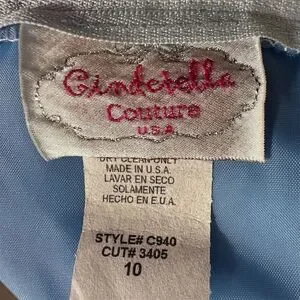 Cinderella
Couture
U.S.A
DRY CLEAN ONLY
MADE IN U.S.A.
LAVAR EN SECO
SOLAMENTE
HECHO EN E.U.A.
STYLE# C940
CUT# 3405
10